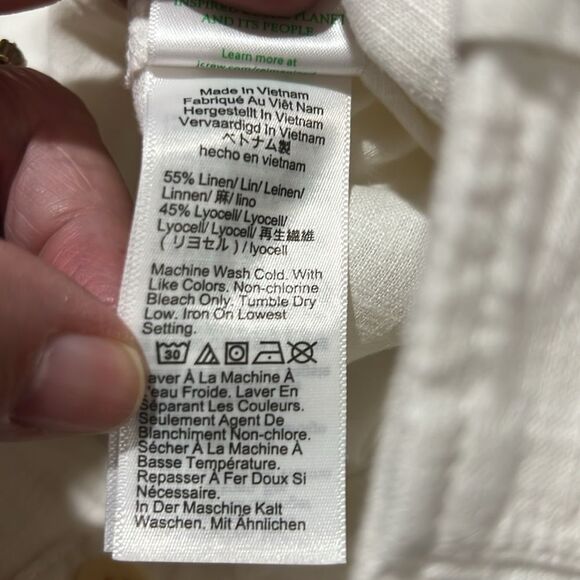 INSPIRED PLANET
AND ITS PEOPLE
Learn more at
Made In Vietnam
Fabriqué Au Viêt Nam
Hergestellt In Vietnam
Vervaardigd In Vietnam
ベトナム製
hecho en vietnam
55% Linen/ Lin/ Leinen/
Linnen/ 麻/ lino
45% Lyocell/ Lyocell/
Lyocell/ Lyocell/ 再生繊維
( リヨセル ) / lyocell
Machine Wash Cold. With
Like Colors. Non-chlorine
Bleach Only. Tumble Dry
Low. Iron On Lowest
Setting.
30
aver À La Machine À
'eau Froide. Laver En
Séparant Les Couleurs.
Seulement Agent De
Blanchiment Non-chlore.
Sécher À La Machine À
Basse Température.
Repasser À Fer Doux Si
Nécessaire.
In Der Maschine Kalt
Waschen. Mit Ähnlichen